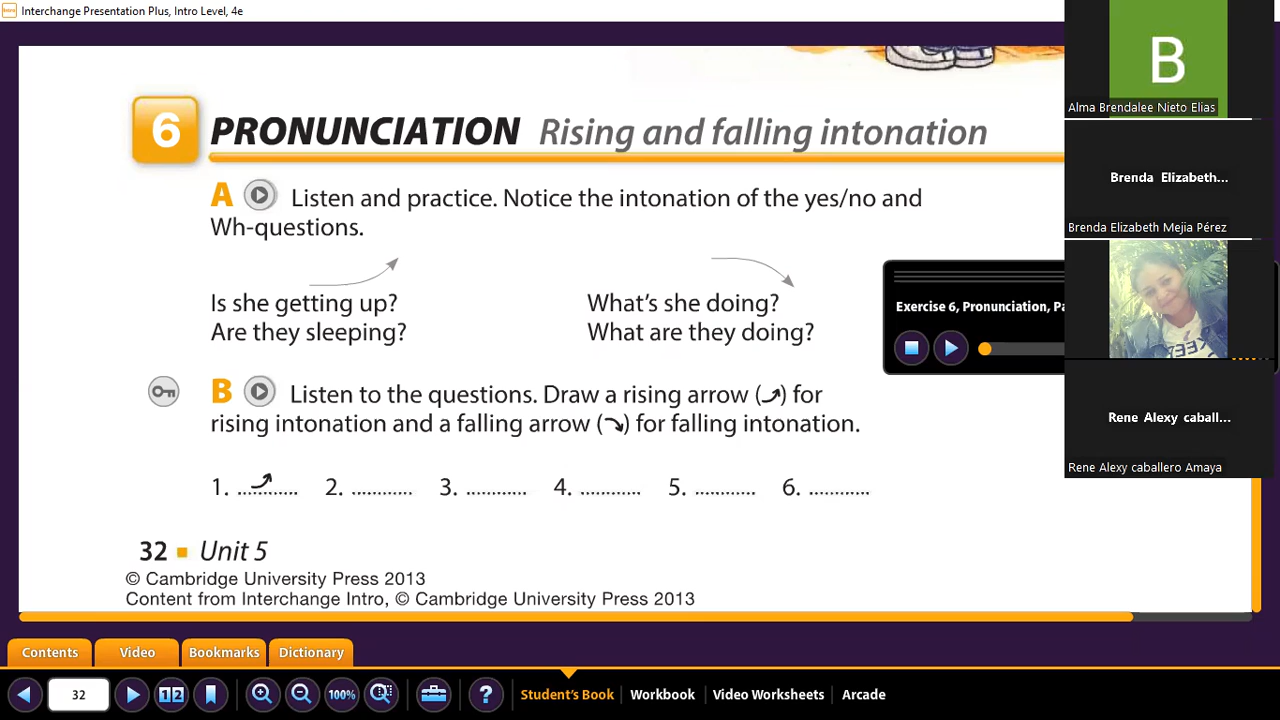 Interchange Presentation Plus, Intro Level, 4e
6 PRONUNCIATION Rising and falling intonation
A Listen and practice. Notice the intonation of the yes/no and
Wh-questions.
Is she getting up?
Are they sleeping?
What's she doing?
What are they doing?
Exercise 6, Pronunciation, Pa
B Listen to the questions. Draw a rising arrow (⤴) for
rising intonation and a falling arrow (⤵) for falling intonation.
1. ............ 2. ............ 3. ............ 4. ............ 5. ............ 6. ............
32 ▪ Unit 5
© Cambridge University Press 2013
Content from Interchange Intro, © Cambridge University Press 2013
B
Alma Brendalee Nieto Elias
Brenda Elizabeth...
Brenda Elizabeth Mejia Pérez
Rene Alexy caball...
Rene Alexy caballero Amaya
Contents Video Bookmarks Dictionary
32 1 2 100% ? Student's Book Workbook Video Worksheets Arcade